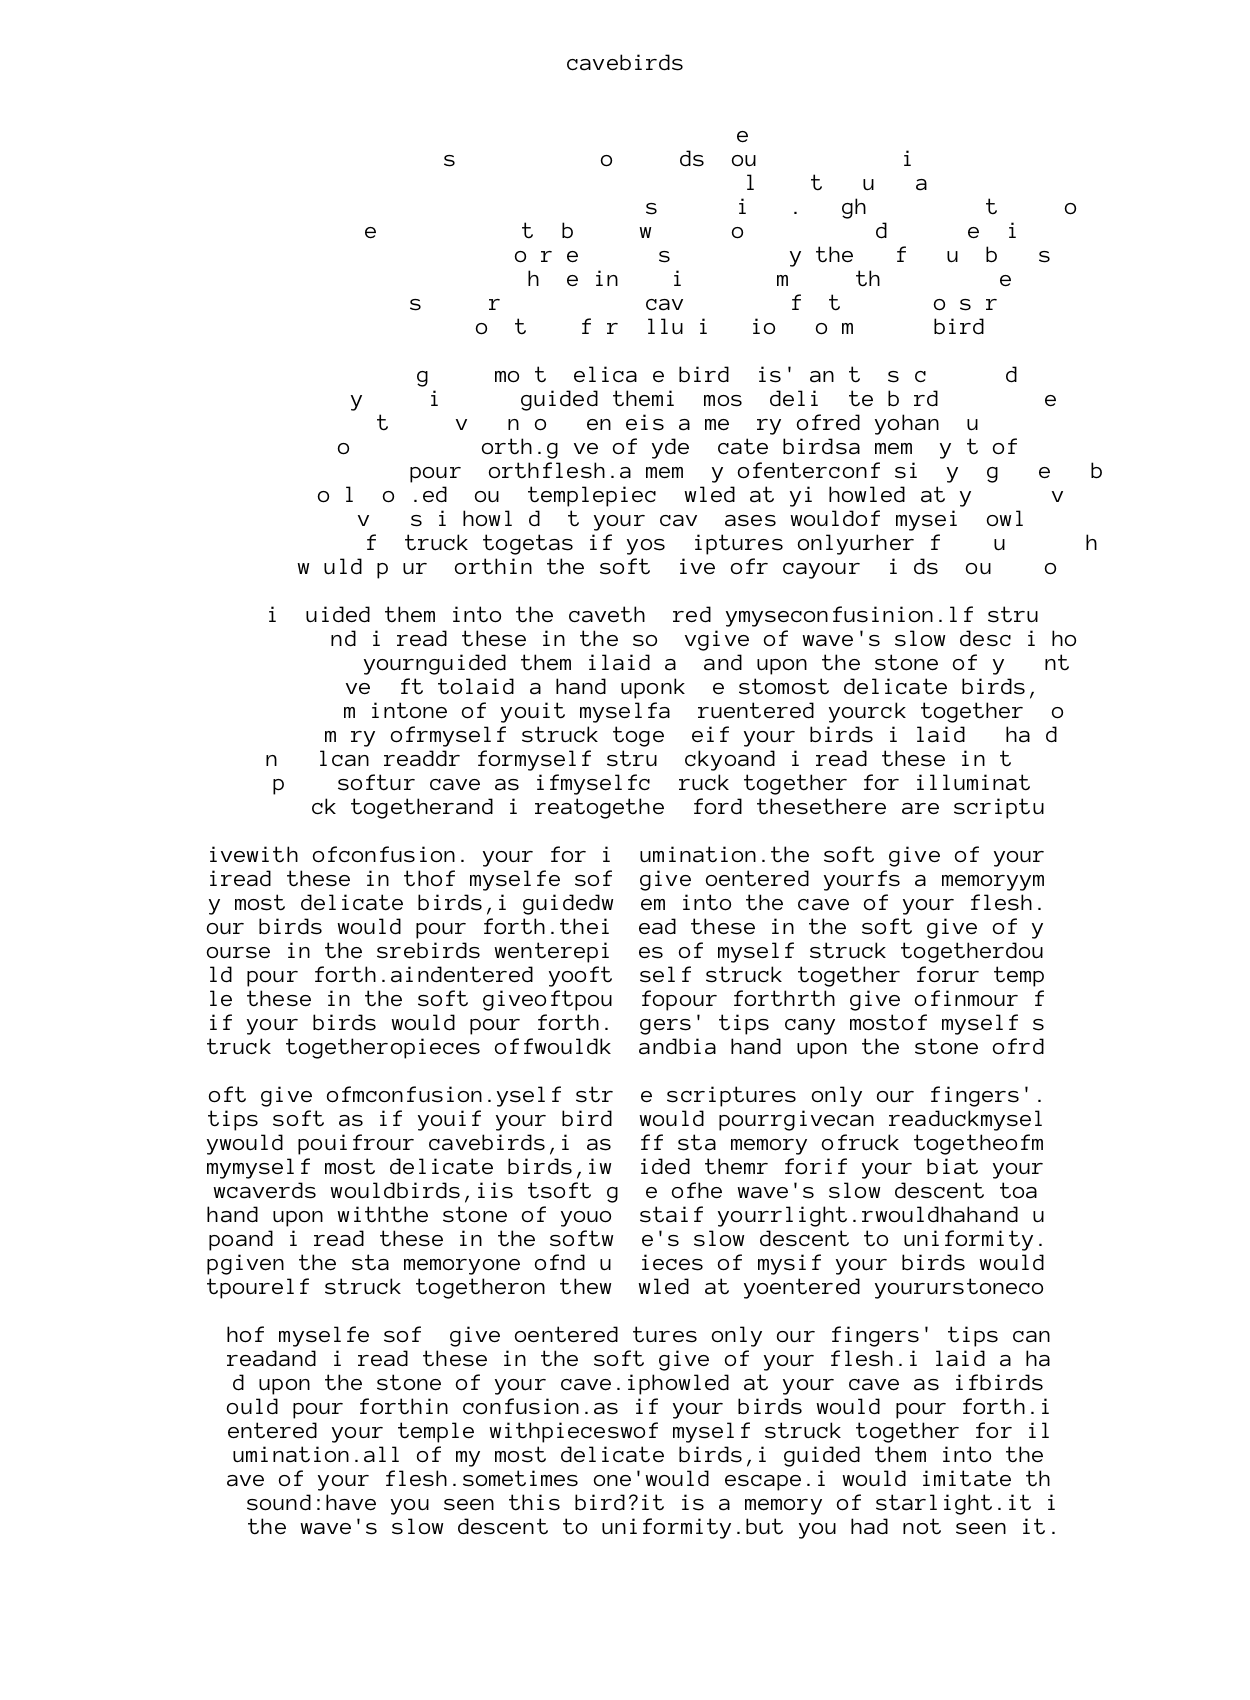 cavebirds
e
s o ds ou i
l t u a
s i . gh t o
e t b w o d e i
o r e s y the f u b s
h e in i m th e
s r cav f t o s r
o t f r llu i io o m bird
g mo t elica e bird is' an t s c d
y i guided themi mos deli te b rd e
t v n o en eis a me ry ofred yohan u
o orth.g ve of yde cate birdsa mem y t of
pour orthflesh.a mem y ofenterconf si y g e b
o l o .ed ou templepiec wled at yi howled at y v
v s i howl d t your cav ases wouldof mysei owl
f truck togetas if yos iptures onlyurher f u h
w uld p ur orthin the soft ive ofr cayour i ds ou o
i uided them into the caveth red ymyseconfusinion.lf stru
nd i read these in the so vgive of wave's slow desc i ho
yournguided them ilaid a and upon the stone of y nt
ve ft tolaid a hand uponk e stomost delicate birds,
m intone of youit myselfa ruentered yourck together o
m ry ofrmyself struck toge eif your birds i laid ha d
n lcan readdr formyself stru ckyoand i read these in t
p softur cave as ifmyselfc ruck together for illuminat
ck togetherand i reatogethe ford thesethere are scriptu
ivewith ofconfusion. your for i umination.the soft give of your
iread these in thof myselfe sof give oentered yourfs a memoryym
y most delicate birds,i guidedw em into the cave of your flesh.
our birds would pour forth.thei ead these in the soft give of y
ourse in the srebirds wenterepi es of myself struck togetherdou
ld pour forth.aindentered yooft self struck together forur temp
le these in the soft giveoftpou fopour forthrth give ofinmour f
if your birds would pour forth. gers' tips cany mostof myself s
truck togetheropieces offwouldk andbia hand upon the stone ofrd
oft give ofmconfusion.yself str e scriptures only our fingers'.
tips soft as if youif your bird would pourrgivecan readuckmysel
ywould pouifrour cavebirds,i as ff sta memory ofruck togetheofm
mymyself most delicate birds,iw ided themr forif your biat your
wcaverds wouldbirds,iis tsoft g e ofhe wave's slow descent toa
hand upon withthe stone of youo staif yourrlight.rwouldhahand u
poand i read these in the softw e's slow descent to uniformity.
pgiven the sta memoryone ofnd u ieces of mysif your birds would
tpourelf struck togetheron thew wled at yoentered yoururstoneco
hof myselfe sof give oentered tures only our fingers' tips can
readand i read these in the soft give of your flesh.i laid a ha
d upon the stone of your cave.iphowled at your cave as ifbirds
ould pour forthin confusion.as if your birds would pour forth.i
entered your temple withpieceswof myself struck together for il
umination.all of my most delicate birds,i guided them into the
ave of your flesh.sometimes one'would escape.i would imitate th
sound:have you seen this bird?it is a memory of starlight.it i
the wave's slow descent to uniformity.but you had not seen it.